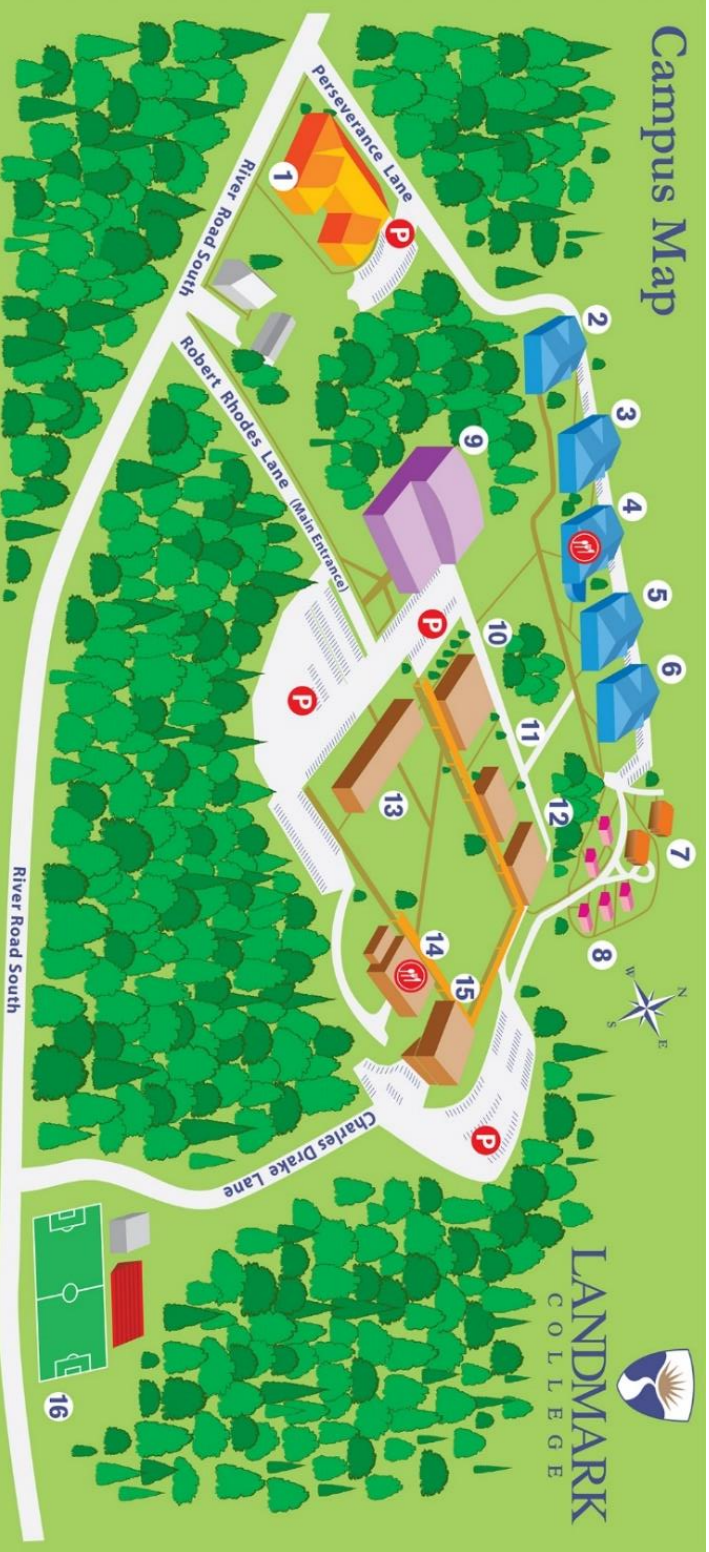 Campus Map
LANDMARK
COLLEGE
Perseverance Lane
River Road South
Robert Rhodes Lane (Main Entrance)
River Road South
Charles Drake Lane
1
2
3
4
5
6
7
8
9
10
11
12
13
14
15
16
P
P
P
P
N
E
S
W